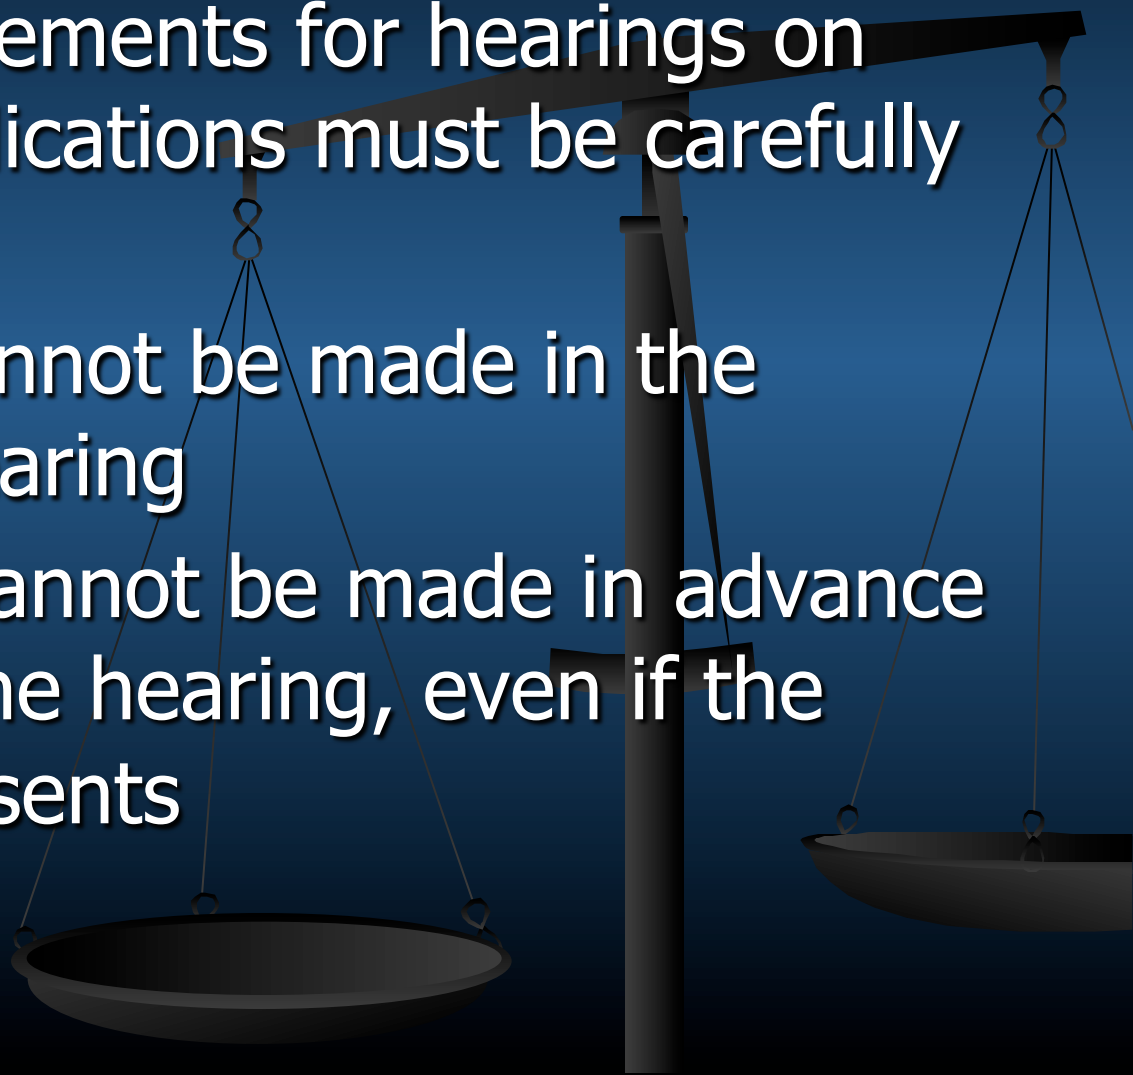 ements for hearings on
lications must be carefully
nnot be made in the
aring
annot be made in advance
he hearing, even if the
sents